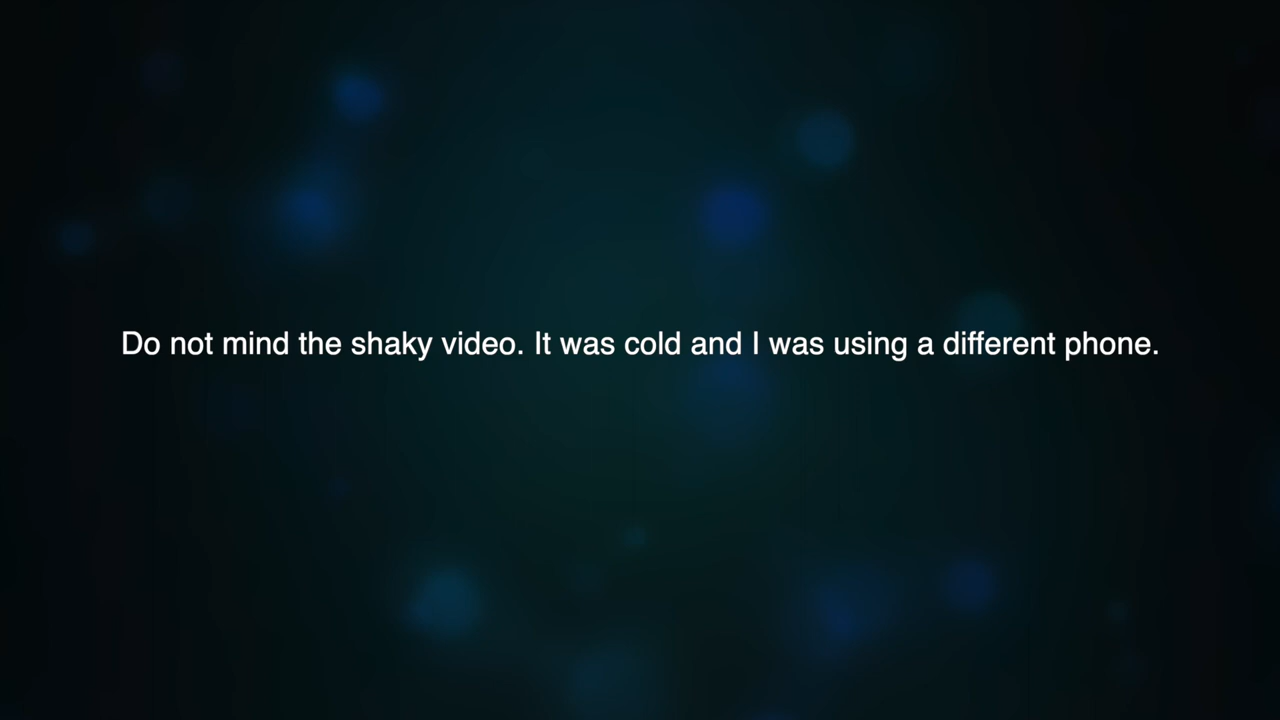 Do not mind the shaky video. It was cold and I was using a different phone.